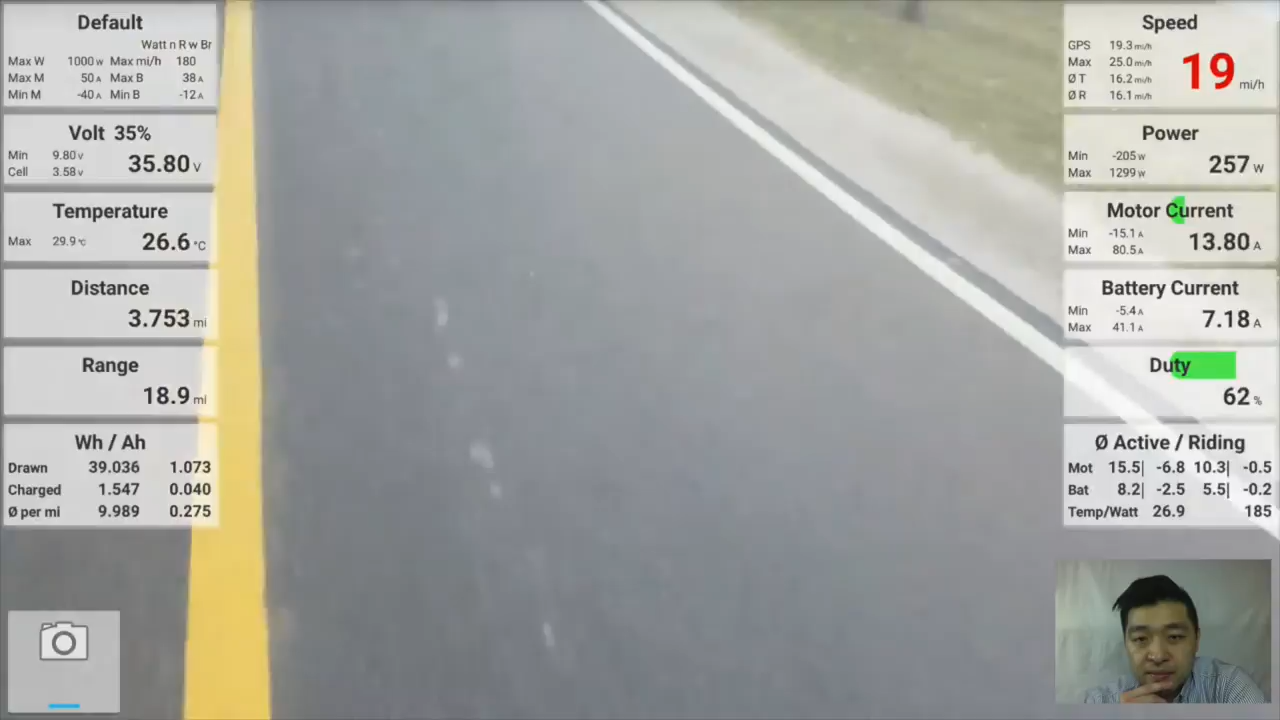 Default
Watt n R w Br
Max W 1000 W Max mi/h 180
Max M 50 A Max B 38 A
Min M -40 A Min B -12 A
Volt 35%
Min 9.80 V
Cell 3.58 V
35.80 V
Temperature
Max 29.9 °C 26.6 °C
Distance
3.753 mi
Range
18.9 mi
Wh / Ah
Drawn 39.036 1.073
Charged 1.547 0.040
Ø per mi 9.989 0.275
Speed
GPS 19.3 mi/h
Max 25.0 mi/h
Ø T 16.2 mi/h
Ø R 16.1 mi/h
19 mi/h
Power
Min -205 W
Max 1299 W
257 W
Motor Current
Min -15.1 A
Max 80.5 A
13.80 A
Battery Current
Min -5.4 A
Max 41.1 A
7.18 A
Duty
62 %
Ø Active / Riding
Mot 15.5| -6.8 10.3| -0.5
Bat 8.2| -2.5 5.5| -0.2
Temp/Watt 26.9 185